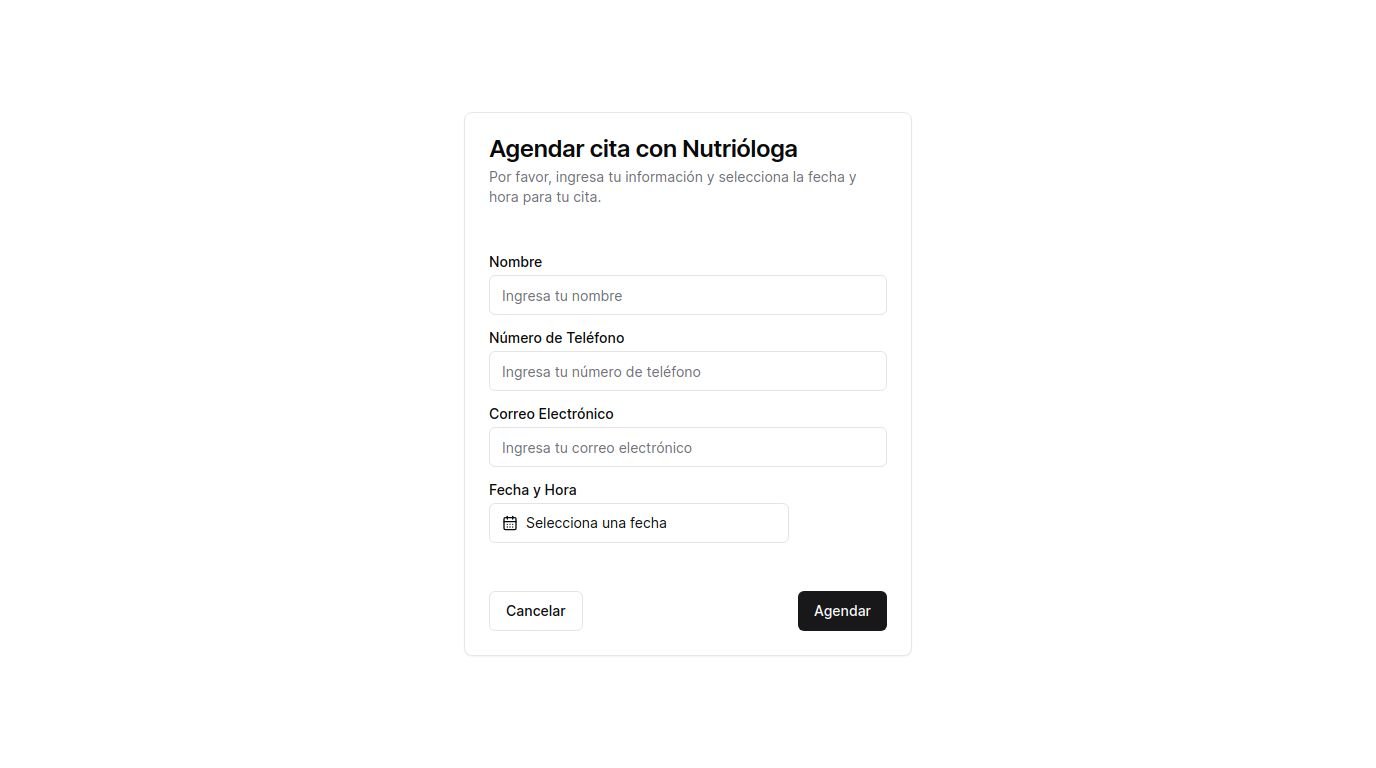 Agendar cita con Nutrióloga
Por favor, ingresa tu información y selecciona la fecha y
hora para tu cita.
Nombre
Ingresa tu nombre
Número de Teléfono
Ingresa tu número de teléfono
Correo Electrónico
Ingresa tu correo electrónico
Fecha y Hora
Selecciona una fecha
Cancelar
Agendar